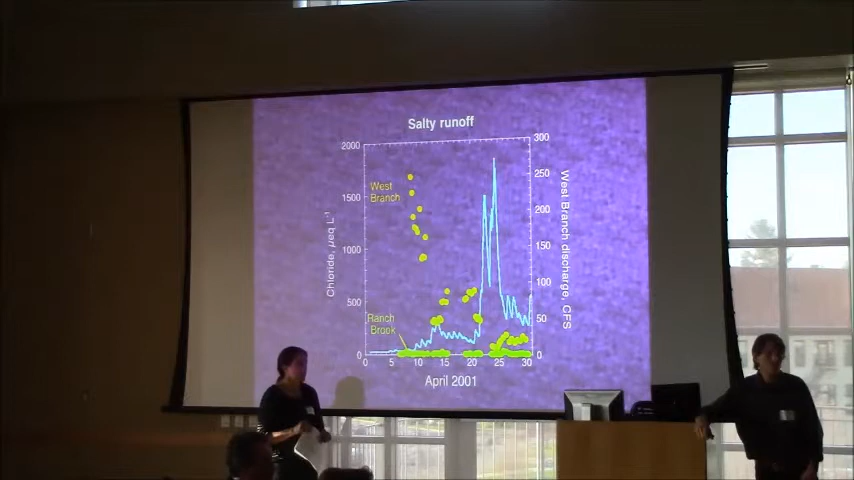 Salty runoff
2000
1500
1000
500
0
Chloride, μeq L⁻¹
West
Branch
Ranch
Brook
300
250
200
150
100
50
0
West Branch discharge, CFS
0 5 10 15 20 25 30
April 2001